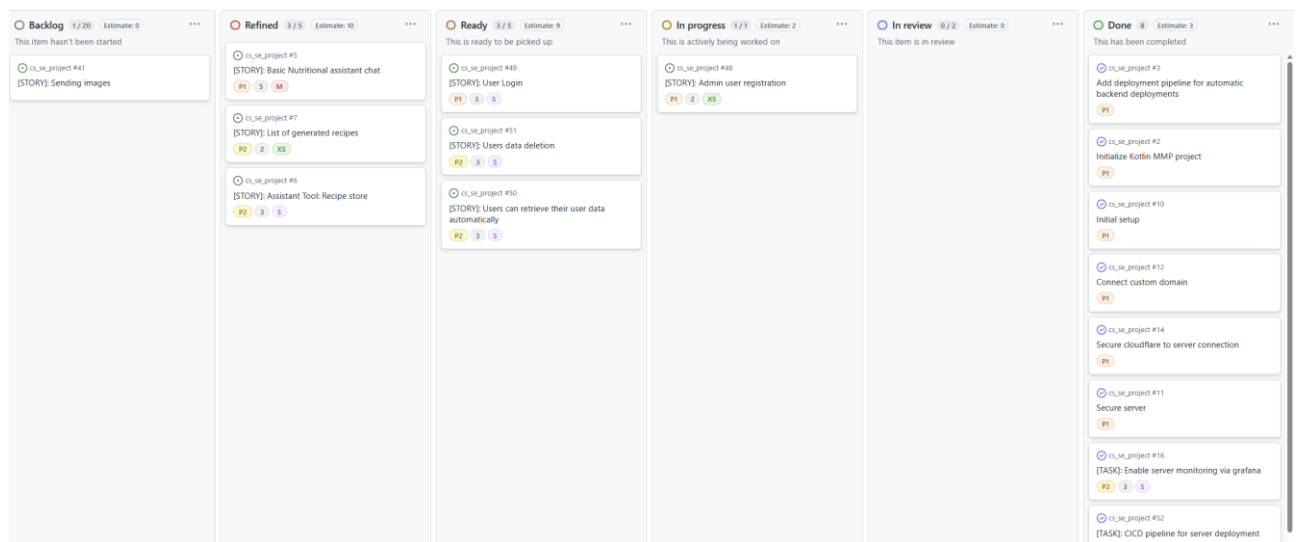 Backlog 1 / 20 Estimate: 0 ...
This item hasn't been started
cs_se_project #41
[STORY]: Sending images
Refined 3 / 5 Estimate: 10 ...
cs_se_project #5
[STORY]: Basic Nutritional assistant chat
P1 5 M
cs_se_project #7
[STORY]: List of generated recipes
P2 2 XS
cs_se_project #6
[STORY]: Assistant Tool: Recipe store
P2 3 S
Ready 3 / 5 Estimate: 9 ...
This is ready to be picked up
cs_se_project #49
[STORY]: User Login
P1 3 S
cs_se_project #51
[STORY]: Users data deletion
P2 3 S
cs_se_project #50
[STORY]: Users can retrieve their user data
automatically
P2 3 S
In progress 1 / 1 Estimate: 2 ...
This is actively being worked on
cs_se_project #48
[STORY]: Admin user registration
P1 2 XS
In review 0 / 2 Estimate: 0 ...
This item is in review
Done 8 Estimate: 3 ...
This has been completed
cs_se_project #3
Add deployment pipeline for automatic
backend deployments
P1
cs_se_project #2
Initialize Kotlin MMP project
P1
cs_se_project #10
Initial setup
P1
cs_se_project #12
Connect custom domain
P1
cs_se_project #14
Secure cloudflare to server connection
P1
cs_se_project #11
Secure server
P1
cs_se_project #16
[TASK]: Enable server monitoring via grafana
P2 3 S
cs_se_project #52
[TASK]: CICD pipeline for server deployment